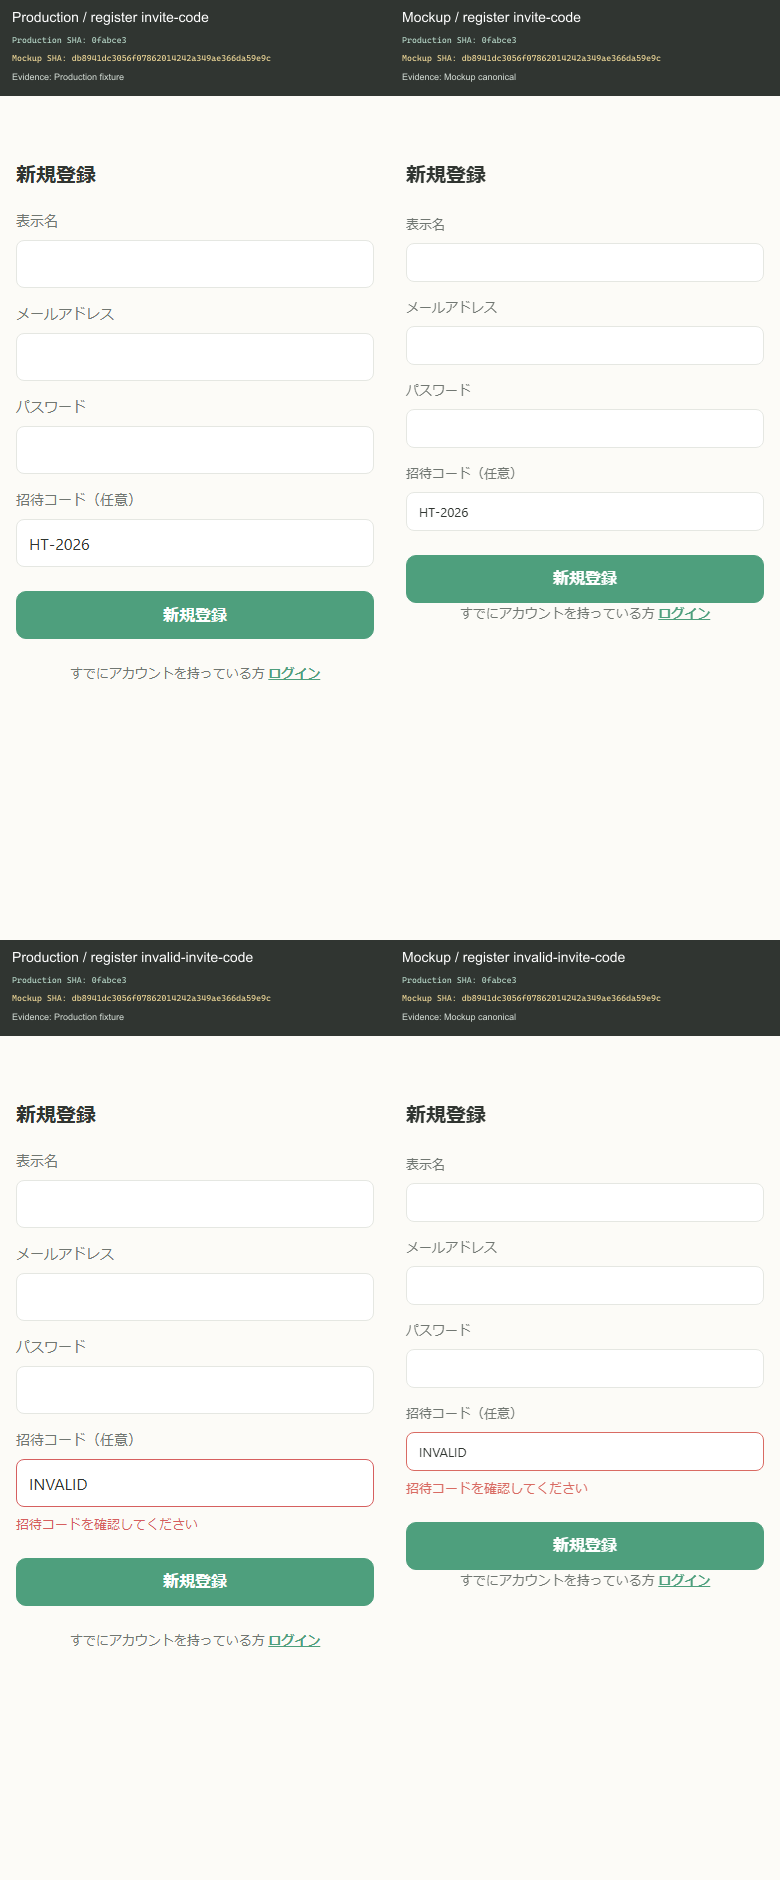 Production / register invite-code
Production SHA: 0fabce3
Mockup SHA: db8941dc3056f07862014242a349ae366da59e9c
Evidence: Production fixture
新規登録
表示名
メールアドレス
パスワード
招待コード（任意）
HT-2026
新規登録
すでにアカウントを持っている方 ログイン
Mockup / register invite-code
Production SHA: 0fabce3
Mockup SHA: db8941dc3056f07862014242a349ae366da59e9c
Evidence: Mockup canonical
新規登録
表示名
メールアドレス
パスワード
招待コード（任意）
HT-2026
新規登録
すでにアカウントを持っている方 ログイン
Production / register invalid-invite-code
Production SHA: 0fabce3
Mockup SHA: db8941dc3056f07862014242a349ae366da59e9c
Evidence: Production fixture
新規登録
表示名
メールアドレス
パスワード
招待コード（任意）
INVALID
招待コードを確認してください
新規登録
すでにアカウントを持っている方 ログイン
Mockup / register invalid-invite-code
Production SHA: 0fabce3
Mockup SHA: db8941dc3056f07862014242a349ae366da59e9c
Evidence: Mockup canonical
新規登録
表示名
メールアドレス
パスワード
招待コード（任意）
INVALID
招待コードを確認してください
新規登録
すでにアカウントを持っている方 ログイン